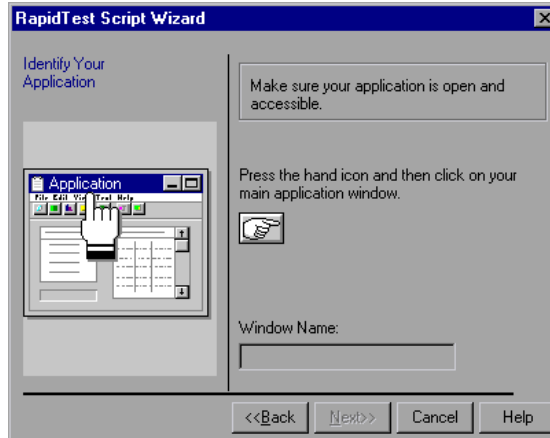 RapidTest Script Wizard
Identify Your
Application
Make sure your application is open and
accessible.
Application
File Edit View Tool Help
Press the hand icon and then click on your
main application window.
Window Name:
<<Back
Next>>
Cancel
Help